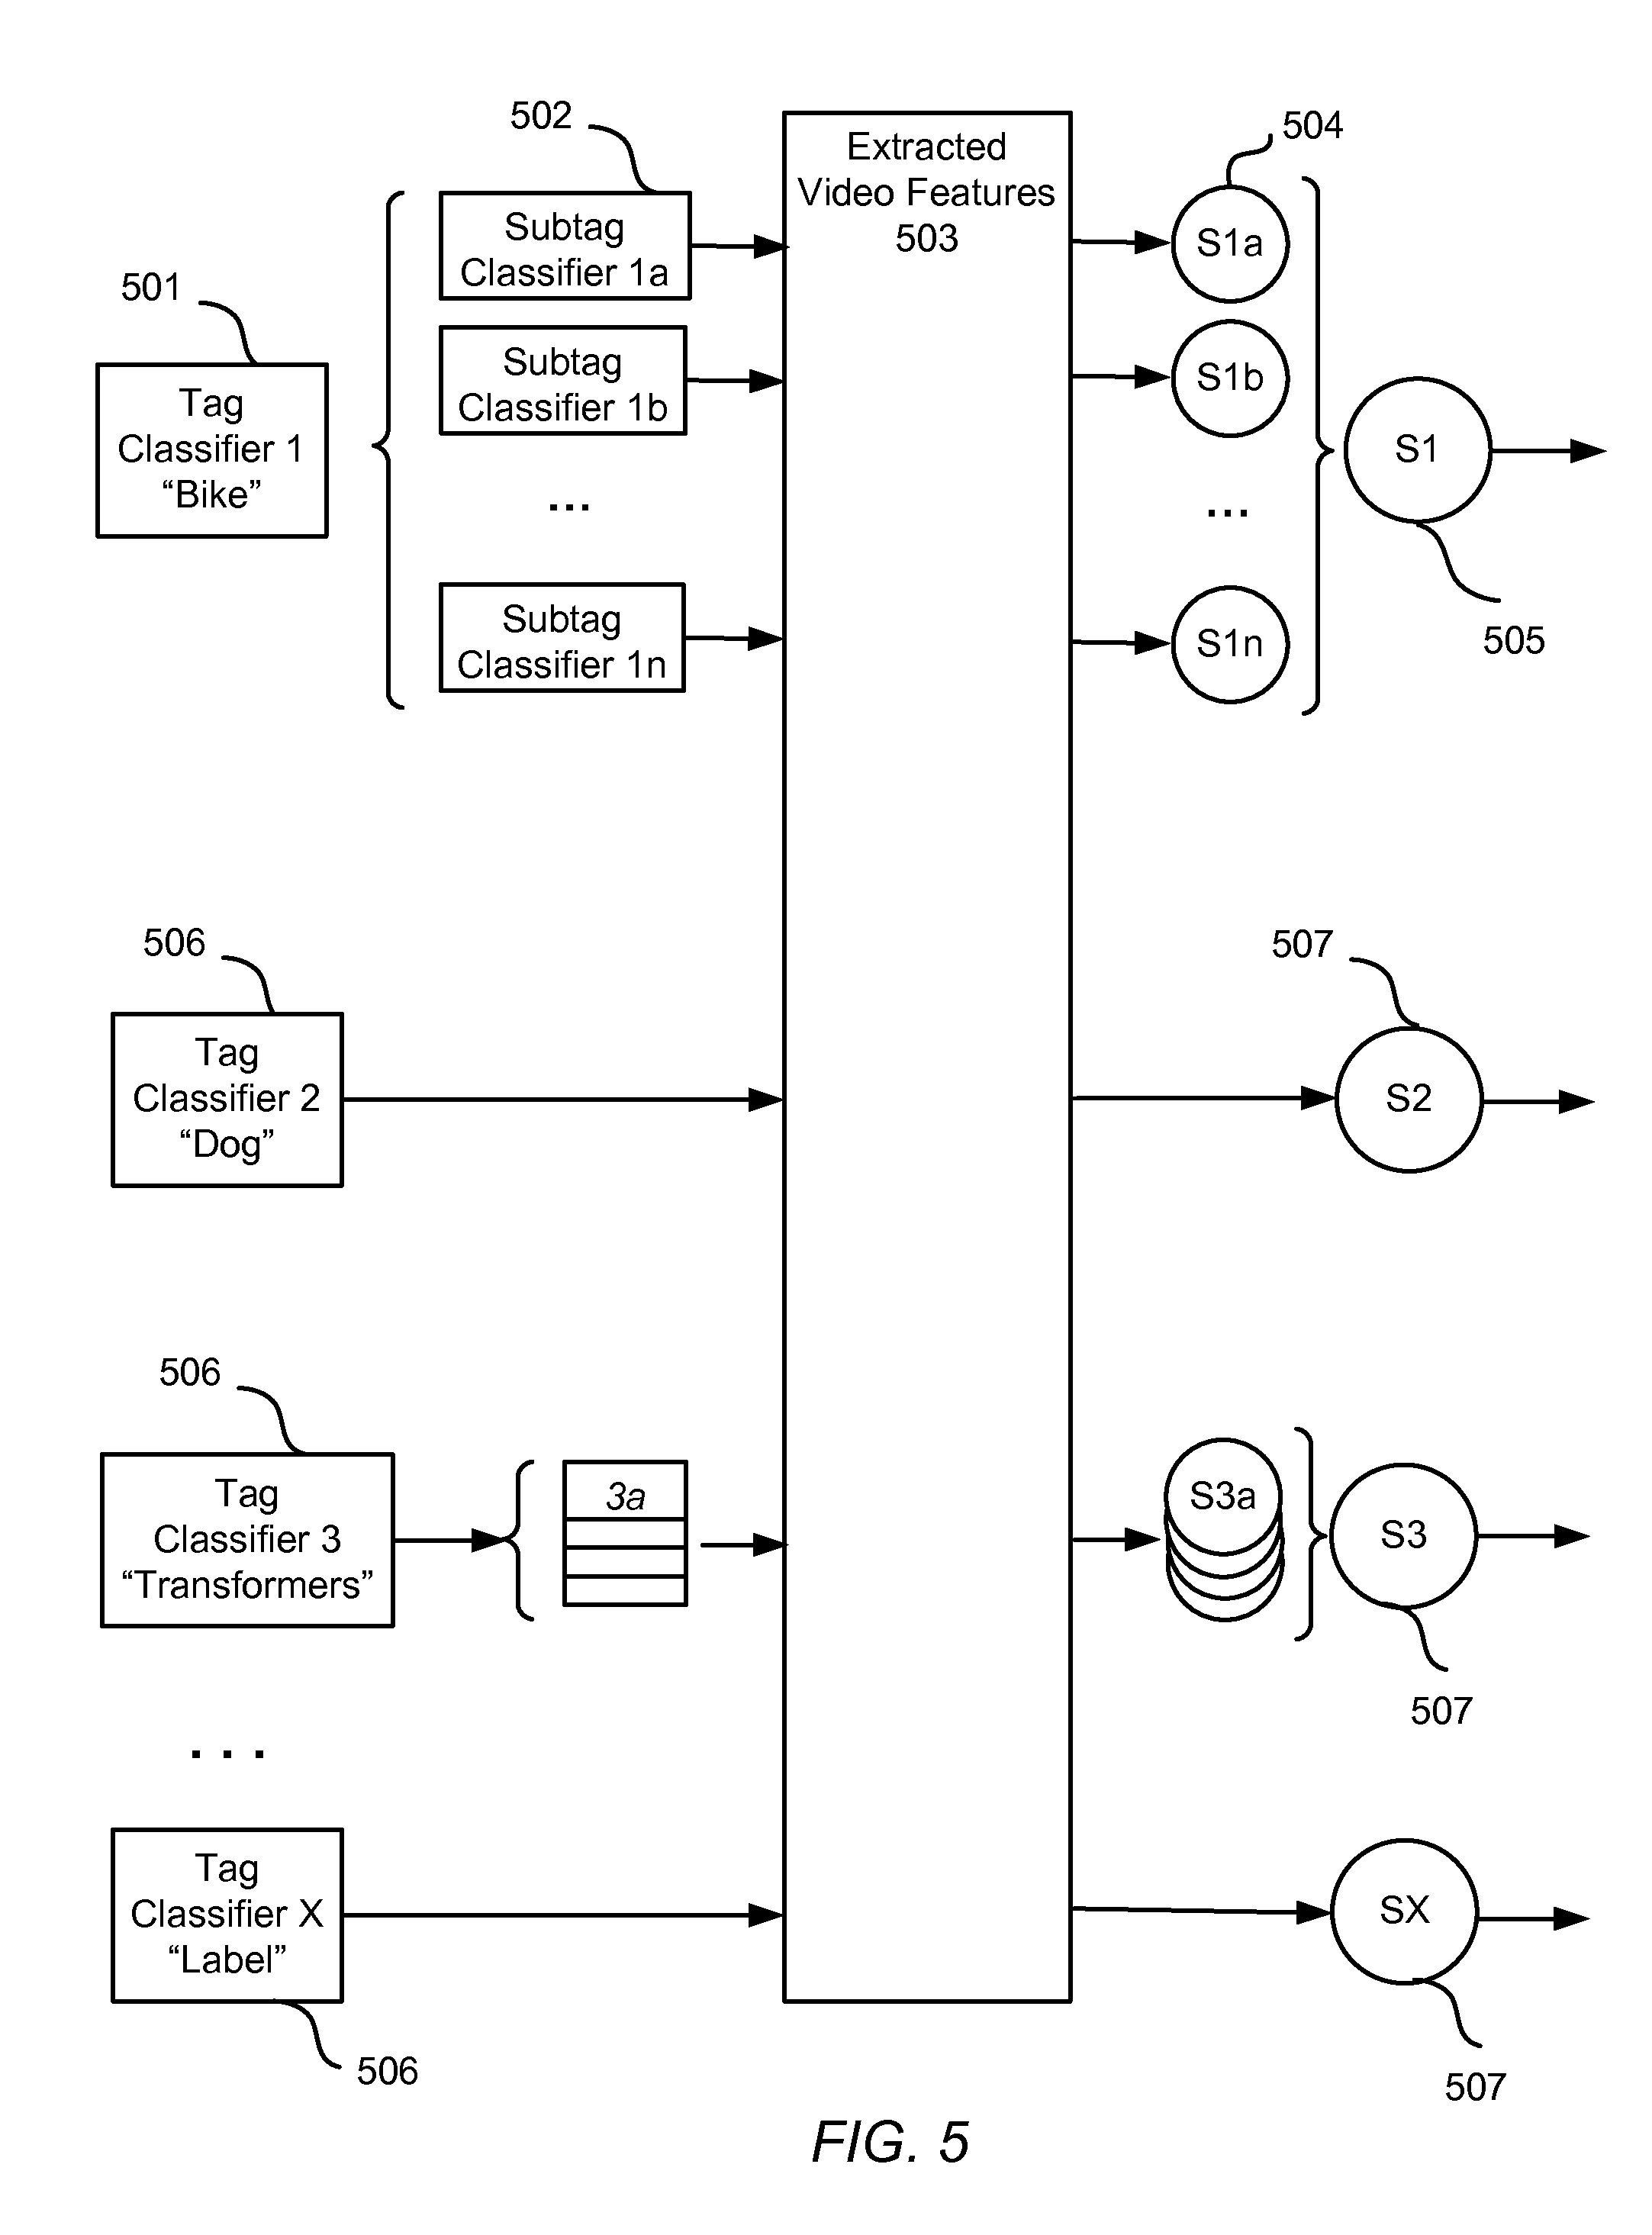 502
Extracted
Video Features
503
504
Subtag
Classifier 1a
S1a
501
Subtag
Classifier 1b
S1b
Tag
Classifier 1
“Bike”
S1
...
...
Subtag
Classifier 1n
S1n
505
506
507
Tag
Classifier 2
“Dog”
S2
506
Tag
Classifier 3
“Transformers”
3a
S3a
S3
507
. . .
Tag
Classifier X
“Label”
SX
506
507
FIG. 5